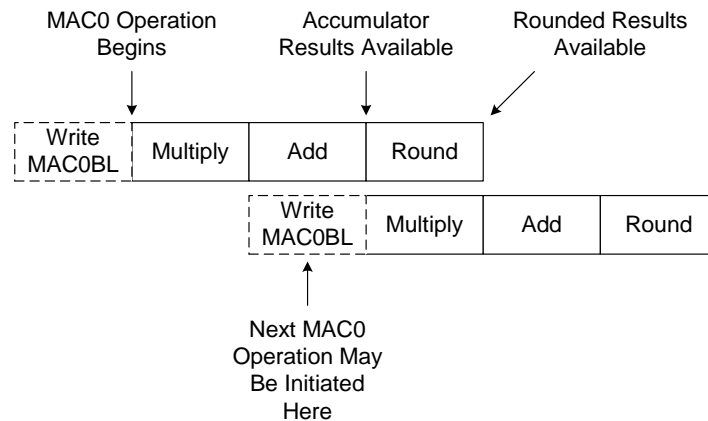 MAC0 Operation
Begins
Accumulator
Results Available
Rounded Results
Available
Write
MAC0BL
Multiply
Add
Round
Write
MAC0BL
Multiply
Add
Round
Next MAC0
Operation May
Be Initiated
Here